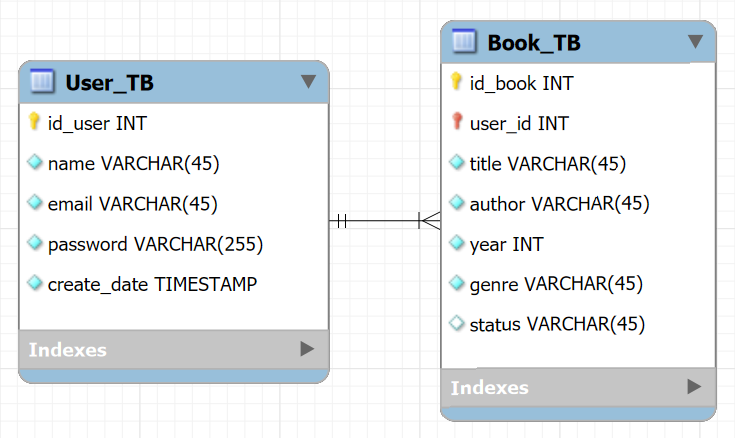 User_TB
id_user INT
name VARCHAR(45)
email VARCHAR(45)
password VARCHAR(255)
create_date TIMESTAMP
Indexes
Book_TB
id_book INT
user_id INT
title VARCHAR(45)
author VARCHAR(45)
year INT
genre VARCHAR(45)
status VARCHAR(45)
Indexes